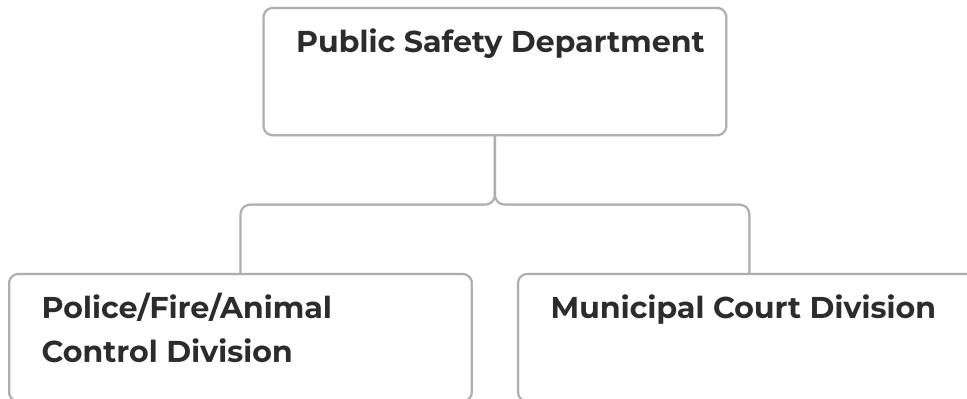 Public Safety Department
Police/Fire/Animal
Control Division
Municipal Court Division